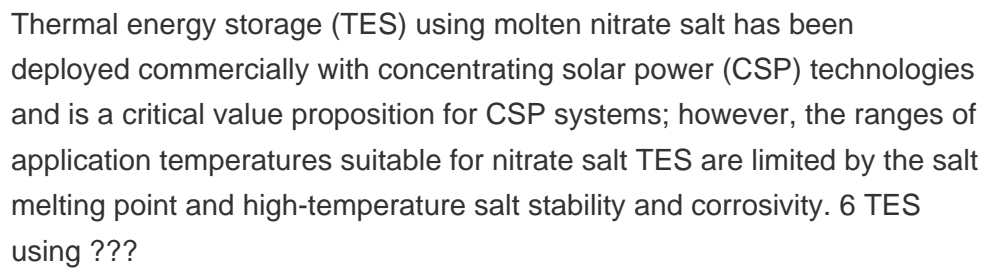 Thermal energy storage (TES) using molten nitrate salt has been
deployed commercially with concentrating solar power (CSP) technologies
and is a critical value proposition for CSP systems; however, the ranges of
application temperatures suitable for nitrate salt TES are limited by the salt
melting point and high-temperature salt stability and corrosivity. 6 TES
using ???